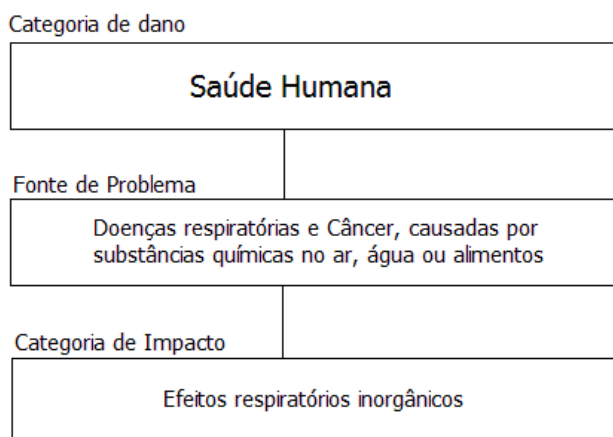 Categoria de dano
Saúde Humana
Fonte de Problema
Doenças respiratórias e Câncer, causadas por
substâncias químicas no ar, água ou alimentos
Categoria de Impacto
Efeitos respiratórios inorgânicos